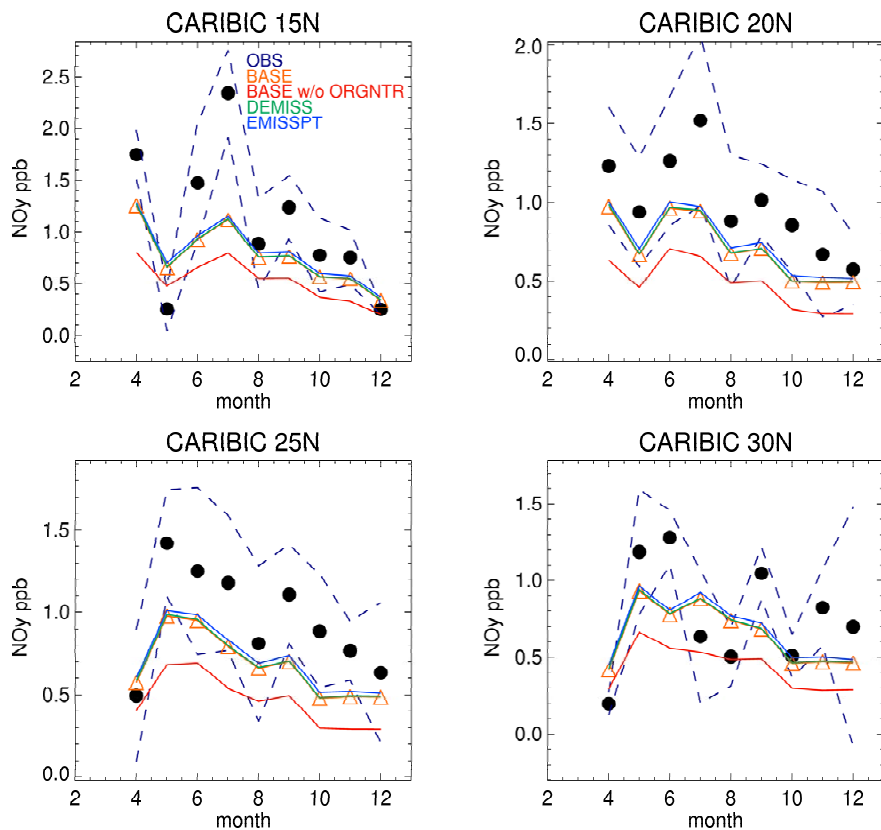 CARIBIC 15N
2.5
2.0
1.5
1.0
0.5
0.0
NOy ppb
OBS
BASE
BASE w/o ORGNTR
DEMISS
EMISSPT
2 4 6 8 10 12
month
CARIBIC 20N
2.0
1.5
1.0
0.5
0.0
NOy ppb
2 4 6 8 10 12
month
CARIBIC 25N
1.5
1.0
0.5
0.0
NOy ppb
2 4 6 8 10 12
month
CARIBIC 30N
1.5
1.0
0.5
0.0
NOy ppb
2 4 6 8 10 12
month